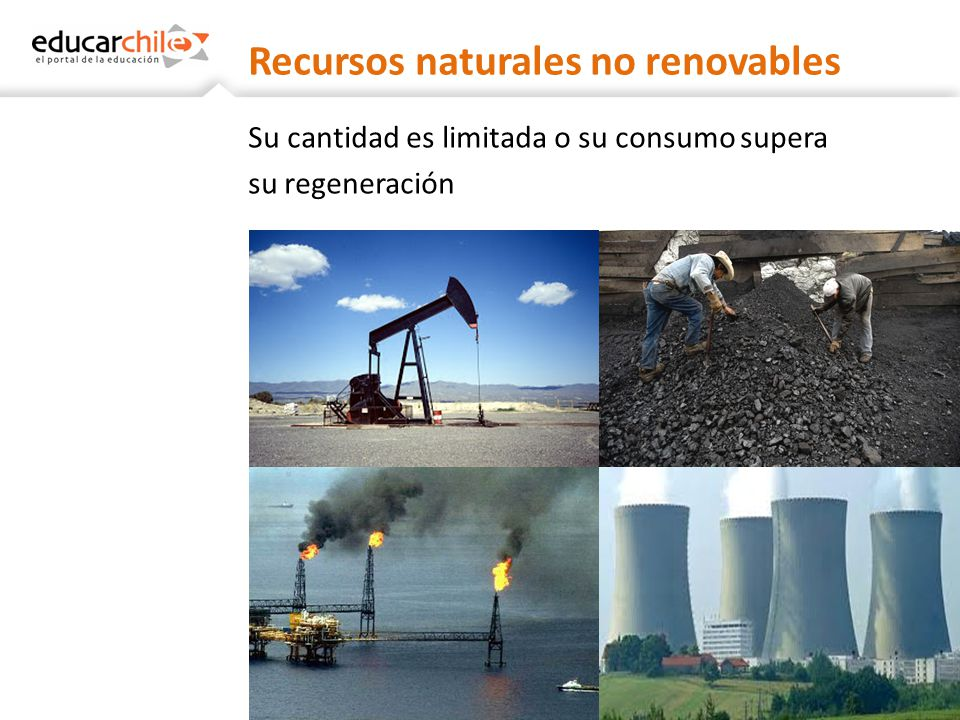 educarchile
el portal de la educación
Recursos naturales no renovables
Su cantidad es limitada o su consumo supera
su regeneración